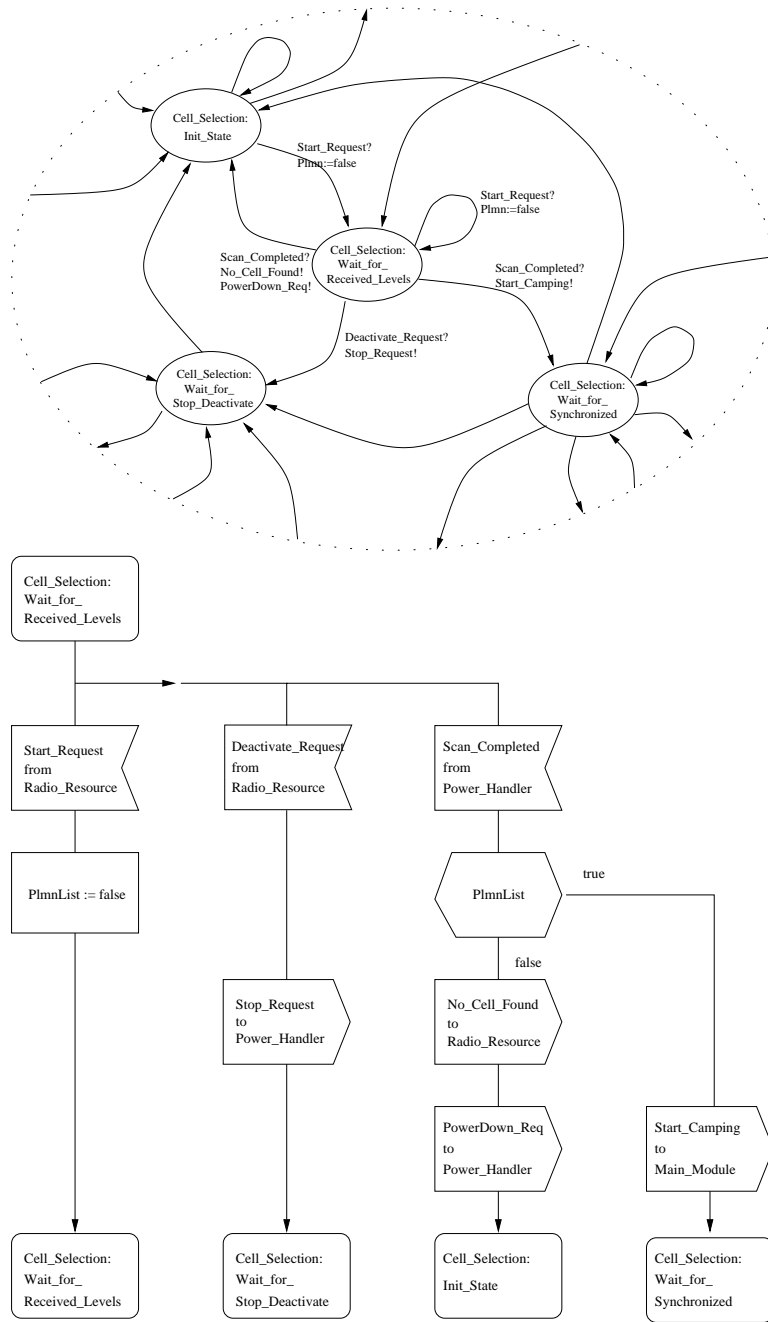 Cell_Selection:
Init_State
Start_Request?
Plmn:=false
Start_Request?
Plmn:=false
Cell_Selection:
Wait_for_
Received_Levels
Scan_Completed?
No_Cell_Found!
PowerDown_Req!
Scan_Completed?
Start_Camping!
Deactivate_Request?
Stop_Request!
Cell_Selection:
Wait_for_
Stop_Deactivate
Cell_Selection:
Wait_for_
Synchronized
Cell_Selection:
Wait_for_
Received_Levels
Start_Request
from
Radio_Resource
Deactivate_Request
from
Radio_Resource
Scan_Completed
from
Power_Handler
PlmnList := false
PlmnList
true
false
Stop_Request
to
Power_Handler
No_Cell_Found
to
Radio_Resource
PowerDown_Req
to
Power_Handler
Start_Camping
to
Main_Module
Cell_Selection:
Wait_for_
Received_Levels
Cell_Selection:
Wait_for_
Stop_Deactivate
Cell_Selection:
Init_State
Cell_Selection:
Wait_for_
Synchronized